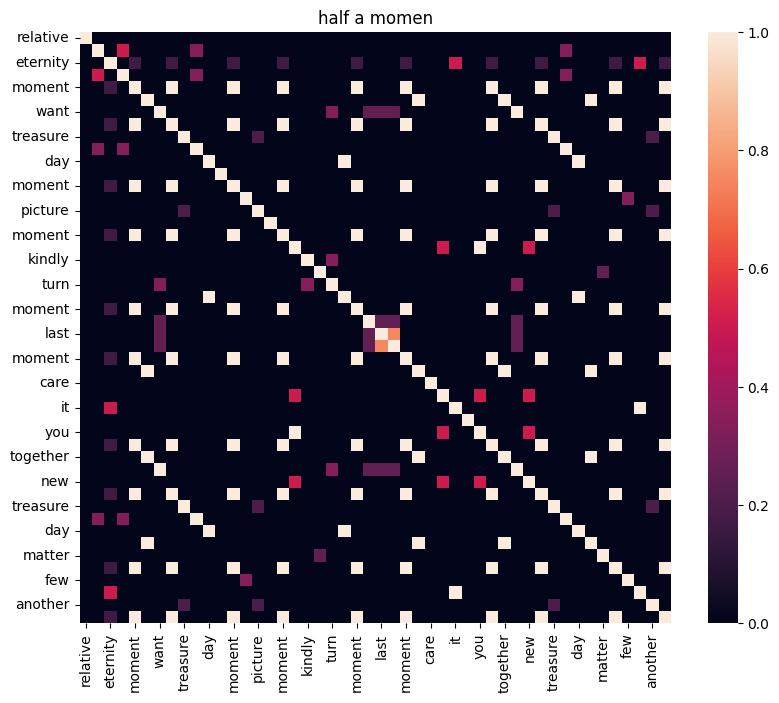 half a momen
relative
eternity
moment
want
treasure
day
moment
picture
moment
kindly
turn
moment
last
moment
care
it
you
together
new
treasure
day
matter
few
another
relative
eternity
moment
want
treasure
day
moment
picture
moment
kindly
turn
moment
last
moment
care
it
you
together
new
treasure
day
matter
few
another
1.0
0.8
0.6
0.4
0.2
0.0